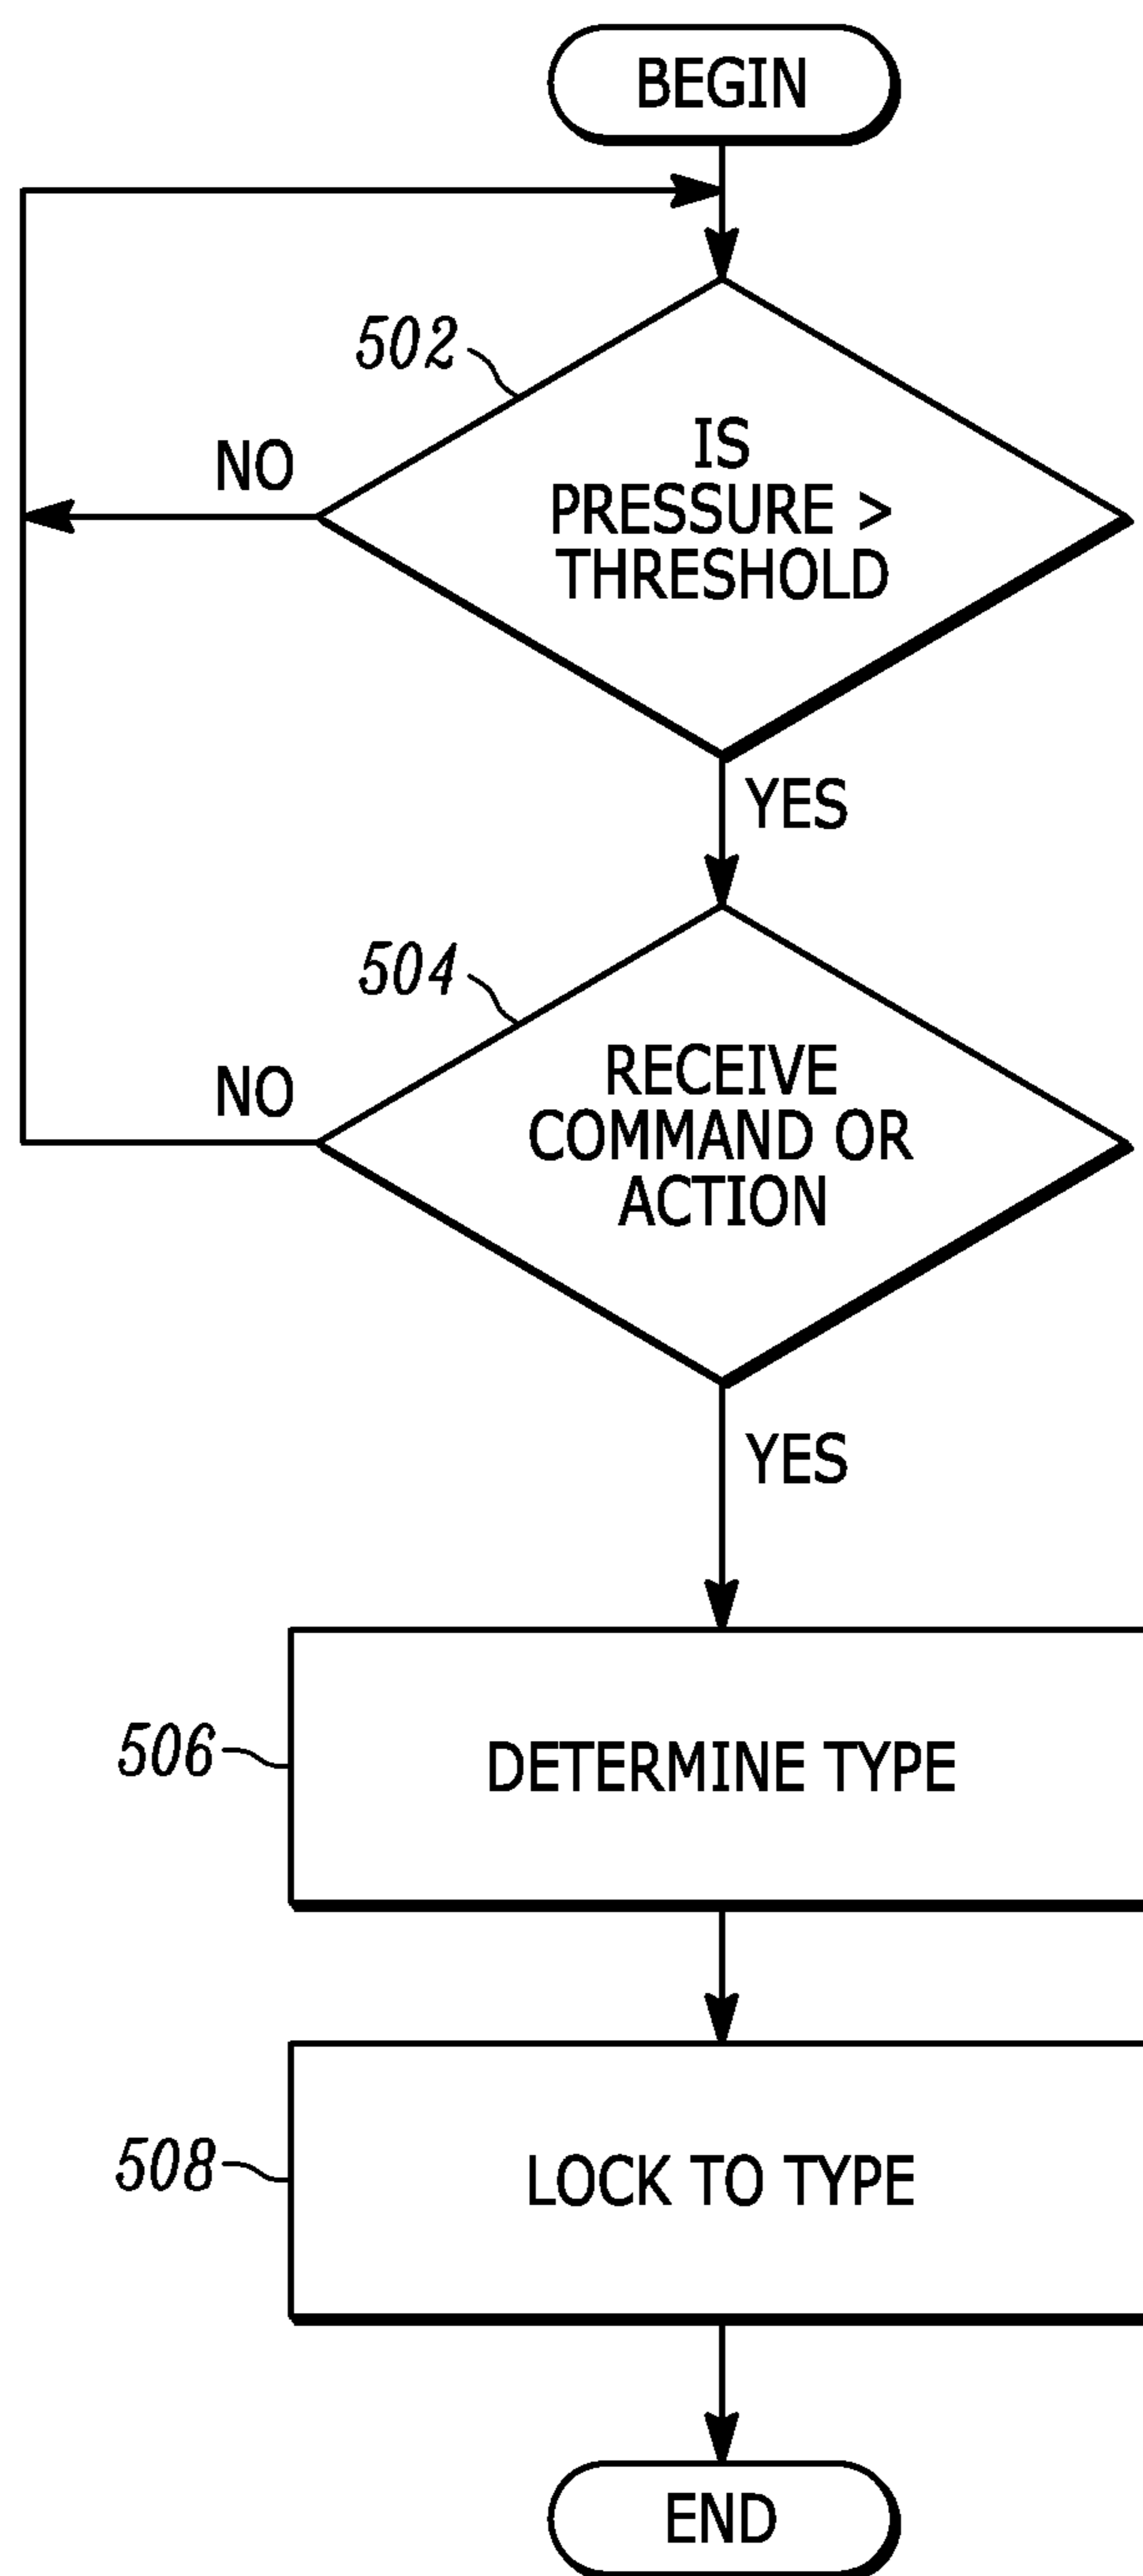 BEGIN
502
IS
NO
PRESSURE >
THRESHOLD
YES
504
RECEIVE
NO
COMMAND OR
ACTION
YES
506
DETERMINE TYPE
508
LOCK TO TYPE
END